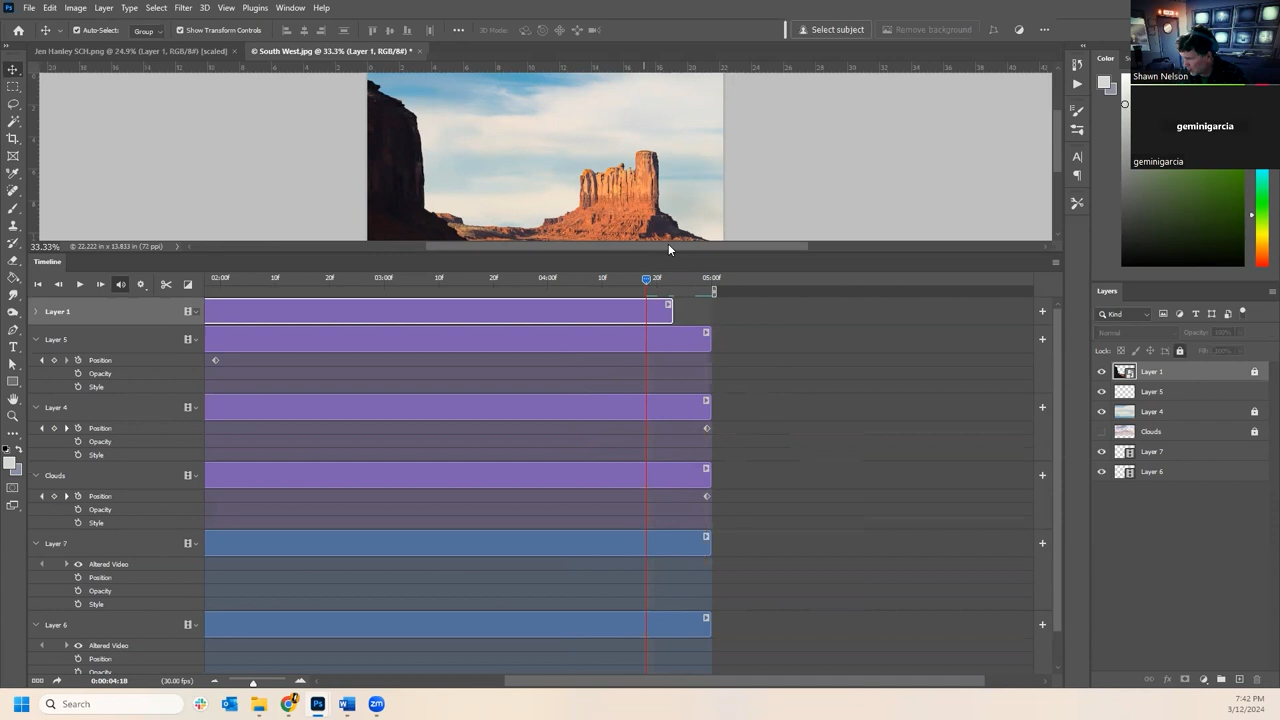 File Edit Image Layer Type Select Filter 3D View Plugins Window Help
Auto-Select: Group Show Transform Controls 3D Mode: Select subject Remove background
Jen Hanley SCH.png @ 24.9% (Layer 1, RGB/8#) [scaled] × © South West.jpg @ 33.3% (Layer 1, RGB/8#) * ×
Color
Shawn Nelson
geminigarcia
geminigarcia
33.33% © 22.222 in x 13.833 in (72 ppi)
Timeline
02:00f 10f 20f 03:00f 10f 20f 04:00f 10f 20f 05:00f
Layer 1
Layer 5
Position
Opacity
Style
Layer 4
Position
Opacity
Style
Clouds
Position
Opacity
Style
Layer 7
Altered Video
Position
Opacity
Style
Layer 6
Altered Video
Position
Opacity
0:00:04:18 (30.00 fps)
Layers
Kind
Normal Opacity: 100%
Lock: Fill: 100%
Layer 1
Layer 5
Layer 4
Clouds
Layer 7
Layer 6
Search
7:42 PM
3/12/2024